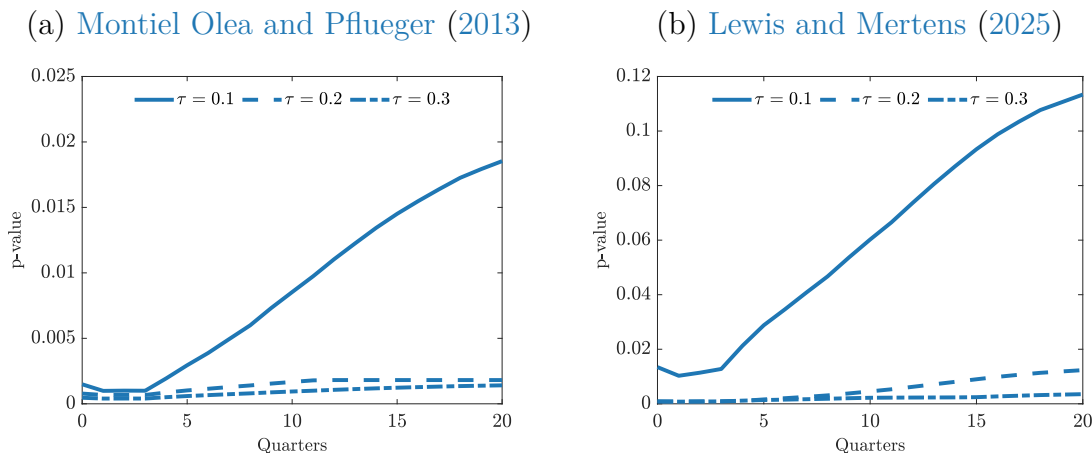 (a) Montiel Olea and Pflueger (2013)
0.025
0.02
0.015
0.01
0.005
0
p-value
τ = 0.1 τ = 0.2 τ = 0.3
0 5 10 15 20
Quarters
(b) Lewis and Mertens (2025)
0.12
0.1
0.08
0.06
0.04
0.02
0
p-value
τ = 0.1 τ = 0.2 τ = 0.3
0 5 10 15 20
Quarters